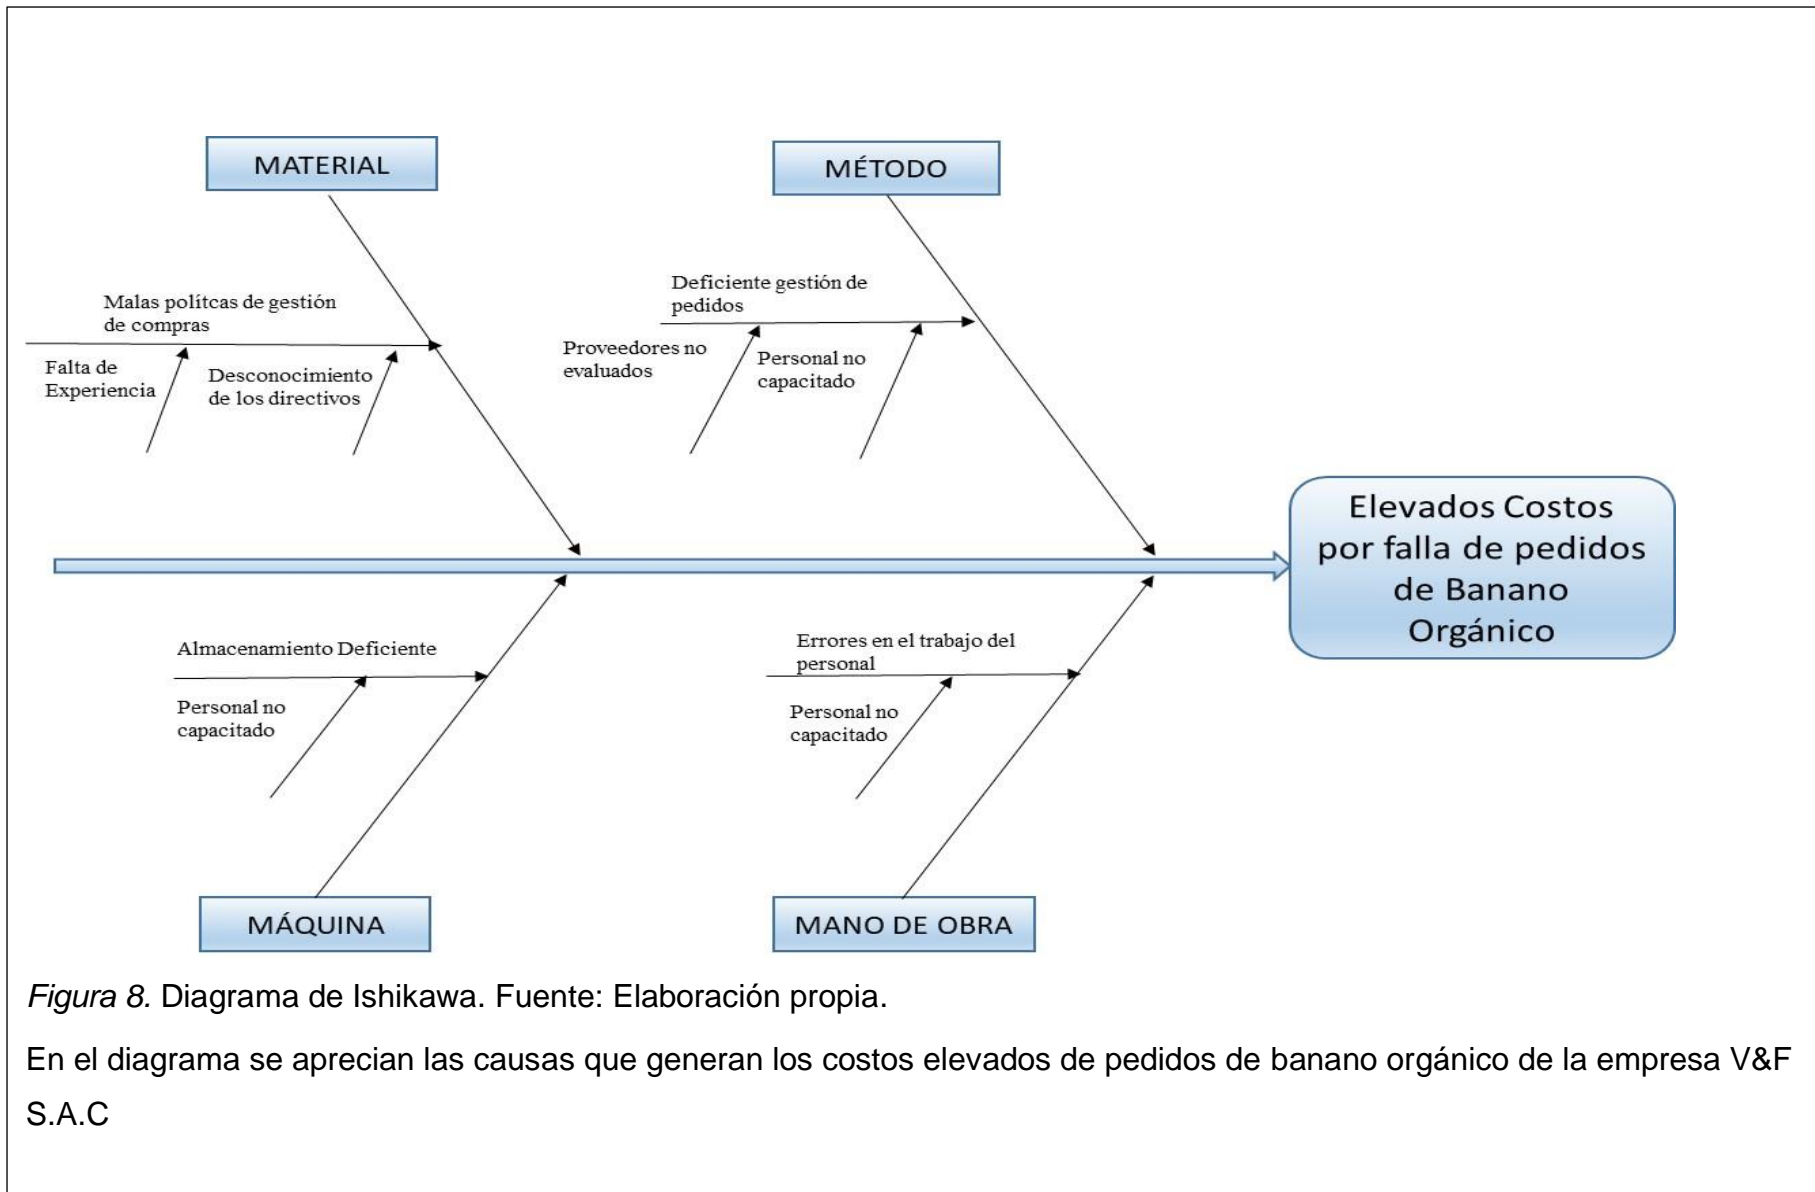 MATERIAL
MÉTODO
Malas polítcas de gestión
de compras
Falta de
Experiencia
Desconocimiento
de los directivos
Deficiente gestión de
pedidos
Proveedores no
evaluados
Personal no
capacitado
Elevados Costos
por falla de pedidos
de Banano
Orgánico
Almacenamiento Deficiente
Personal no
capacitado
Errores en el trabajo del
personal
Personal no
capacitado
MÁQUINA
MANO DE OBRA
Figura 8. Diagrama de Ishikawa. Fuente: Elaboración propia.
En el diagrama se aprecian las causas que generan los costos elevados de pedidos de banano orgánico de la empresa V&F
S.A.C